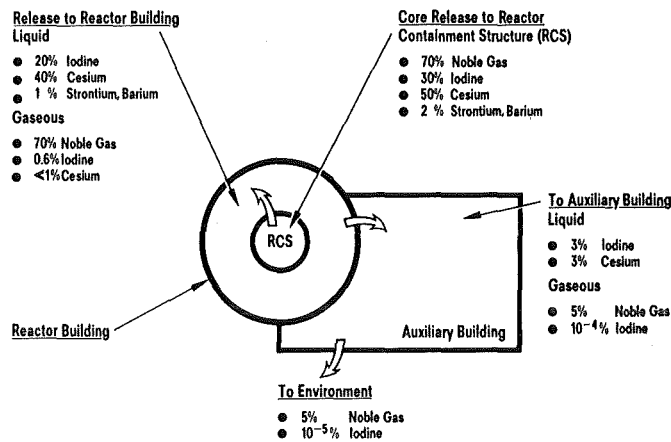 Release to Reactor Building
Liquid
● 20% Iodine
● 40% Cesium
● 1 % Strontium, Barium
Gaseous
● 70% Noble Gas
● 0.6% Iodine
● <1% Cesium
Core Release to Reactor
Containment Structure (RCS)
● 70% Noble Gas
● 30% Iodine
● 50% Cesium
● 2 % Strontium, Barium
RCS
To Auxiliary Building
Liquid
● 3% Iodine
● 3% Cesium
Gaseous
● 5% Noble Gas
● 10⁻⁴% Iodine
Reactor Building
Auxiliary Building
To Environment
● 5% Noble Gas
● 10⁻⁵% Iodine